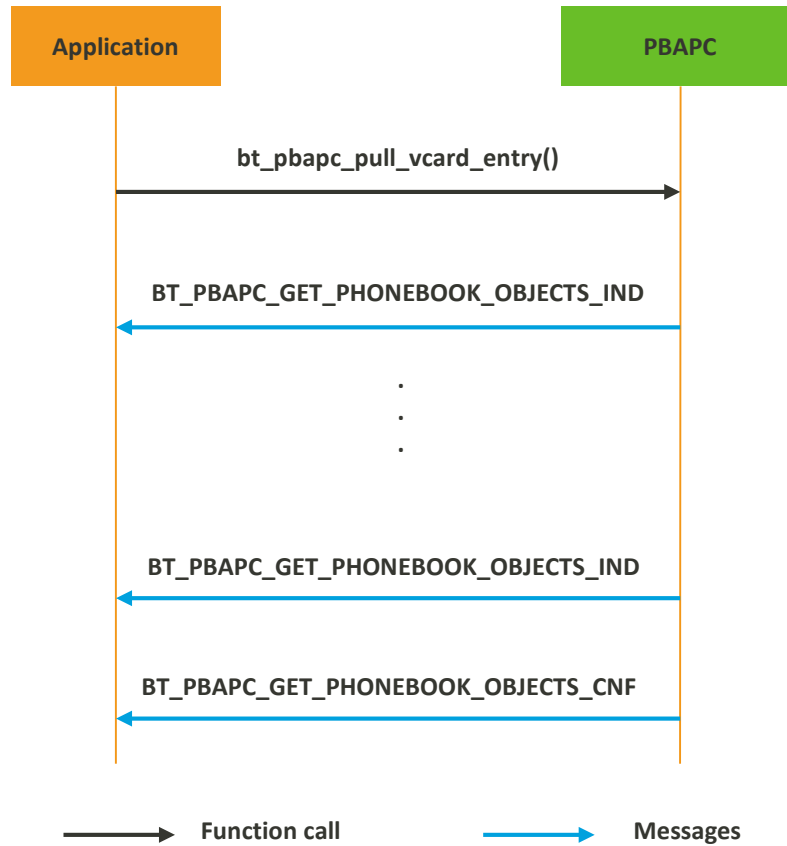 Application
PBAPC
bt_pbapc_pull_vcard_entry()
BT_PBAPC_GET_PHONEBOOK_OBJECTS_IND
.
.
.
BT_PBAPC_GET_PHONEBOOK_OBJECTS_IND
BT_PBAPC_GET_PHONEBOOK_OBJECTS_CNF
Function call
Messages